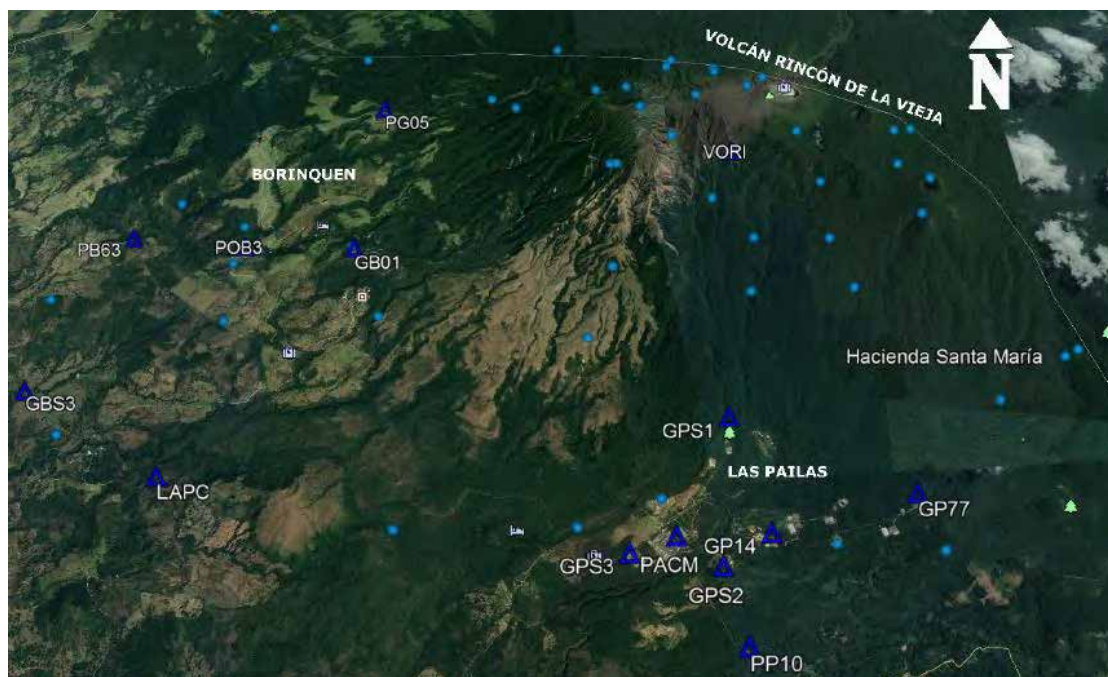 VOLCÁN RINCÓN DE LA VIEJA
N
PG05
VORI
BORINQUEN
PB63
POB3
GB01
Hacienda Santa María
GBS3
GPS1
LAS PAILAS
LAPC
GP77
GPS3
PACM
GP14
GPS2
PP10